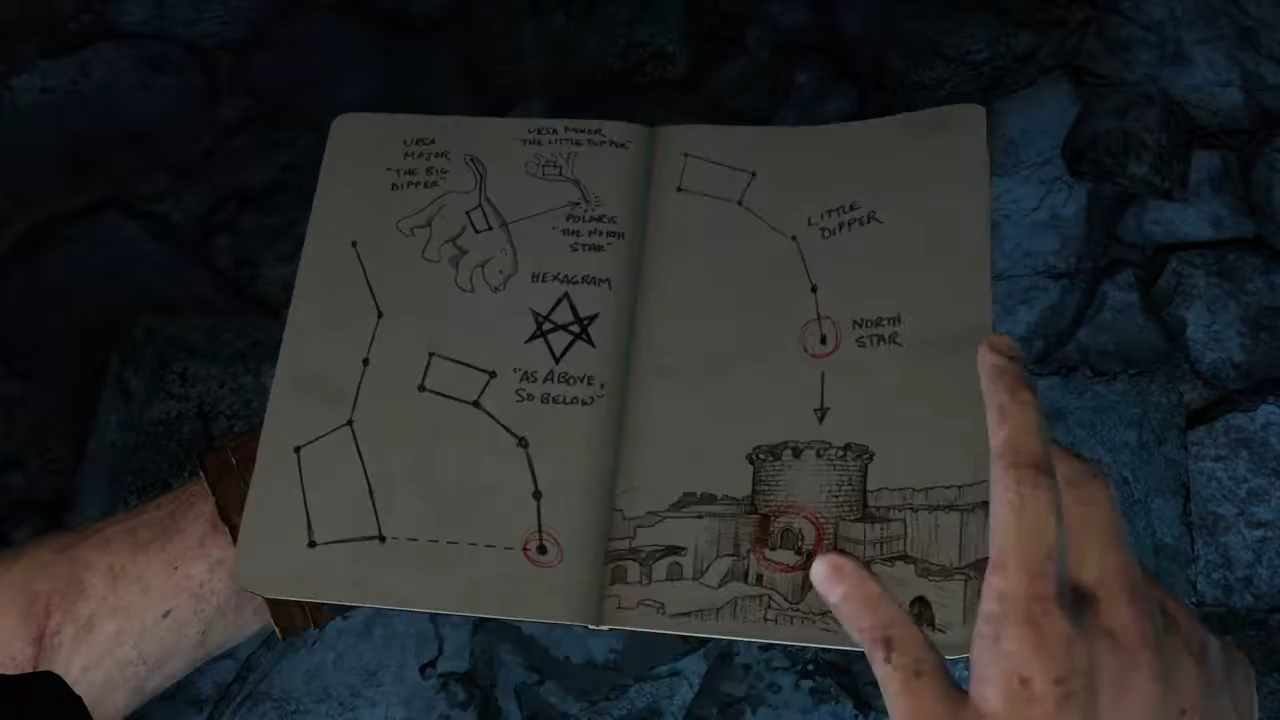 URSA
MAJOR
"THE BIG
DIPPER"
URSA MINOR
"THE LITTLE DIPPER"
POLARIS
"THE NORTH
STAR"
HEXAGRAM
"AS ABOVE,
SO BELOW"
LITTLE
DIPPER
NORTH
STAR